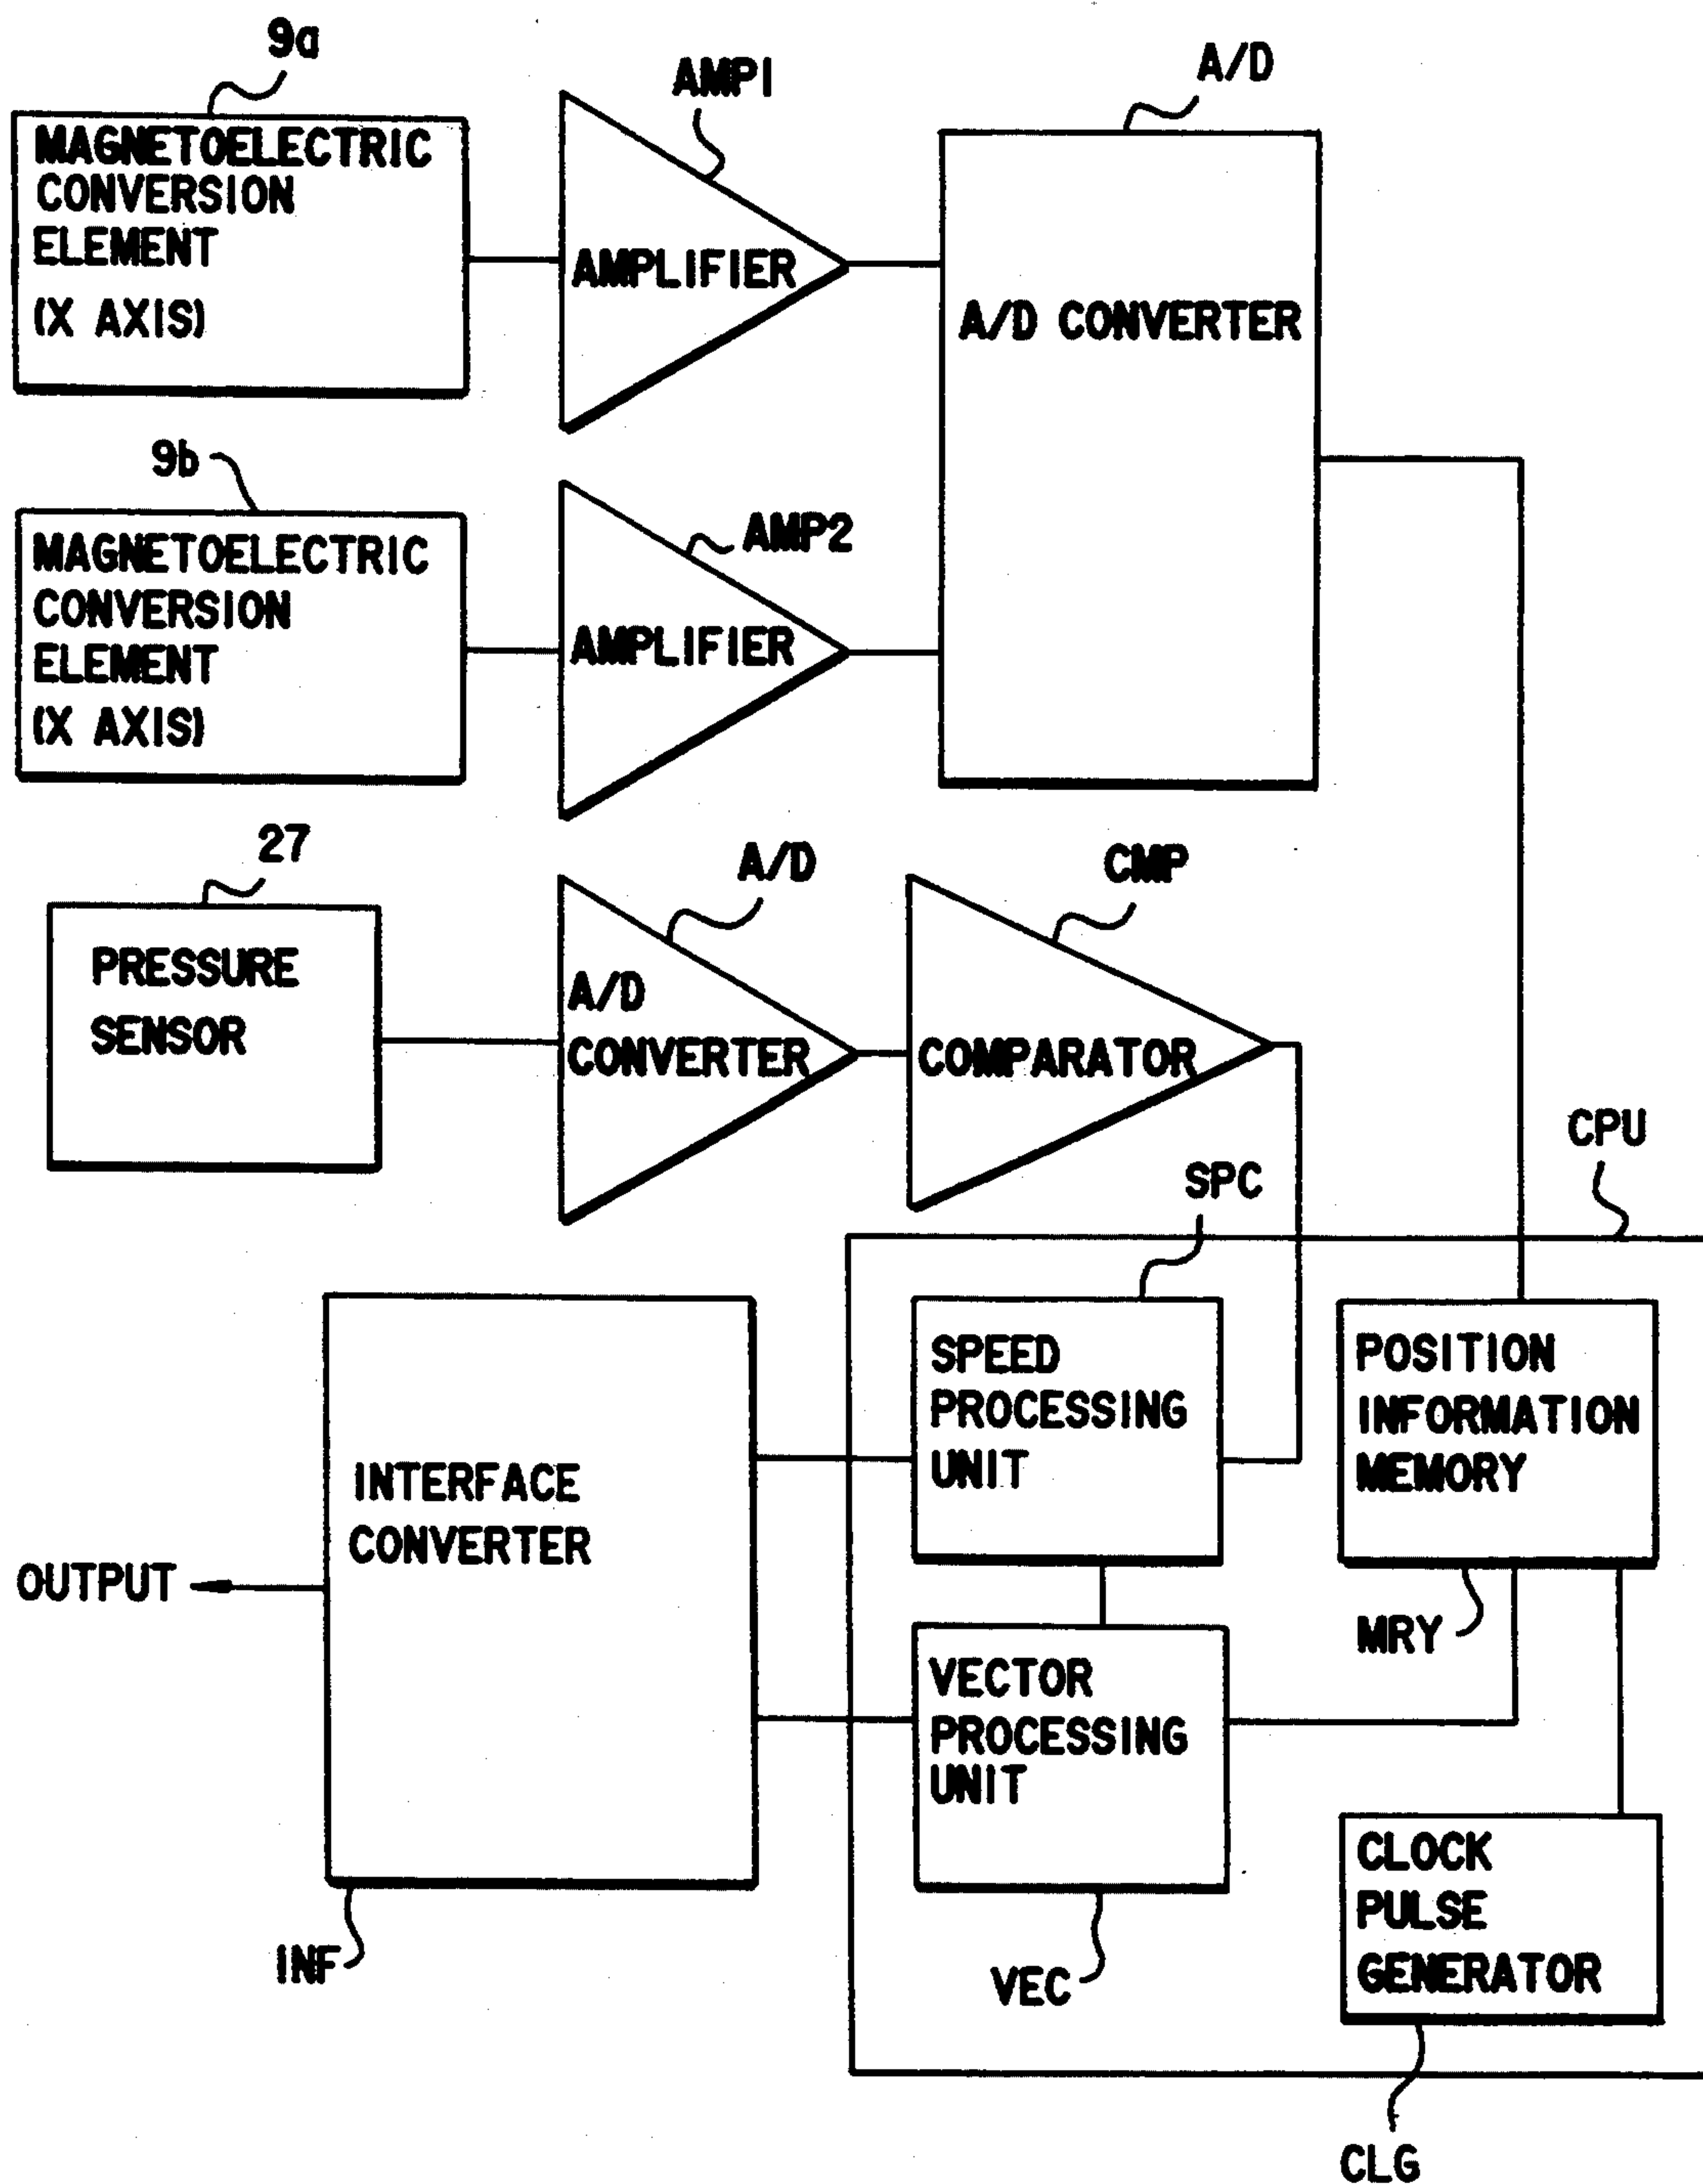 9a
AMP1
A/D
MAGNETOELECTRIC
CONVERSION
ELEMENT
(X AXIS)
AMPLIFIER
A/D CONVERTER
9b
AMP2
MAGNETOELECTRIC
CONVERSION
ELEMENT
(X AXIS)
AMPLIFIER
27
A/D
CMP
PRESSURE
SENSOR
A/D
CONVERTER
COMPARATOR
CPU
SPC
INTERFACE
CONVERTER
SPEED
PROCESSING
UNIT
POSITION
INFORMATION
MEMORY
OUTPUT
MRY
VECTOR
PROCESSING
UNIT
CLOCK
PULSE
GENERATOR
INF
VEC
CLG